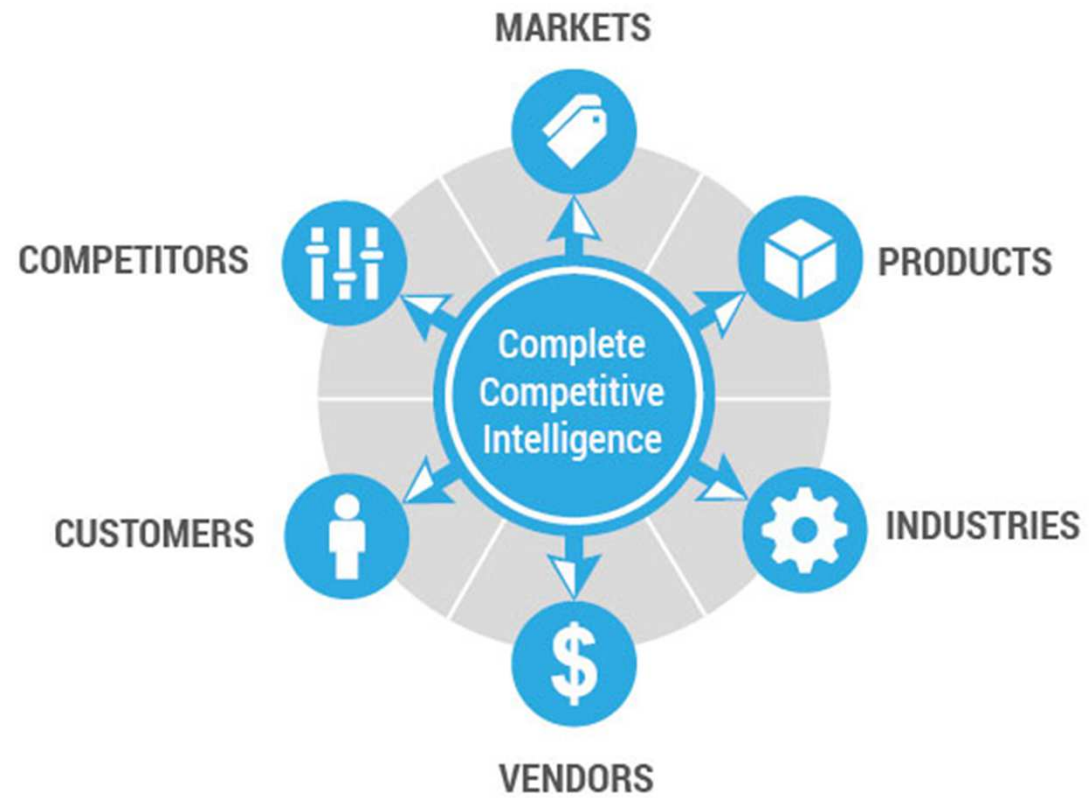 MARKETS
COMPETITORS
PRODUCTS
Complete
Competitive
Intelligence
CUSTOMERS
INDUSTRIES
$
VENDORS